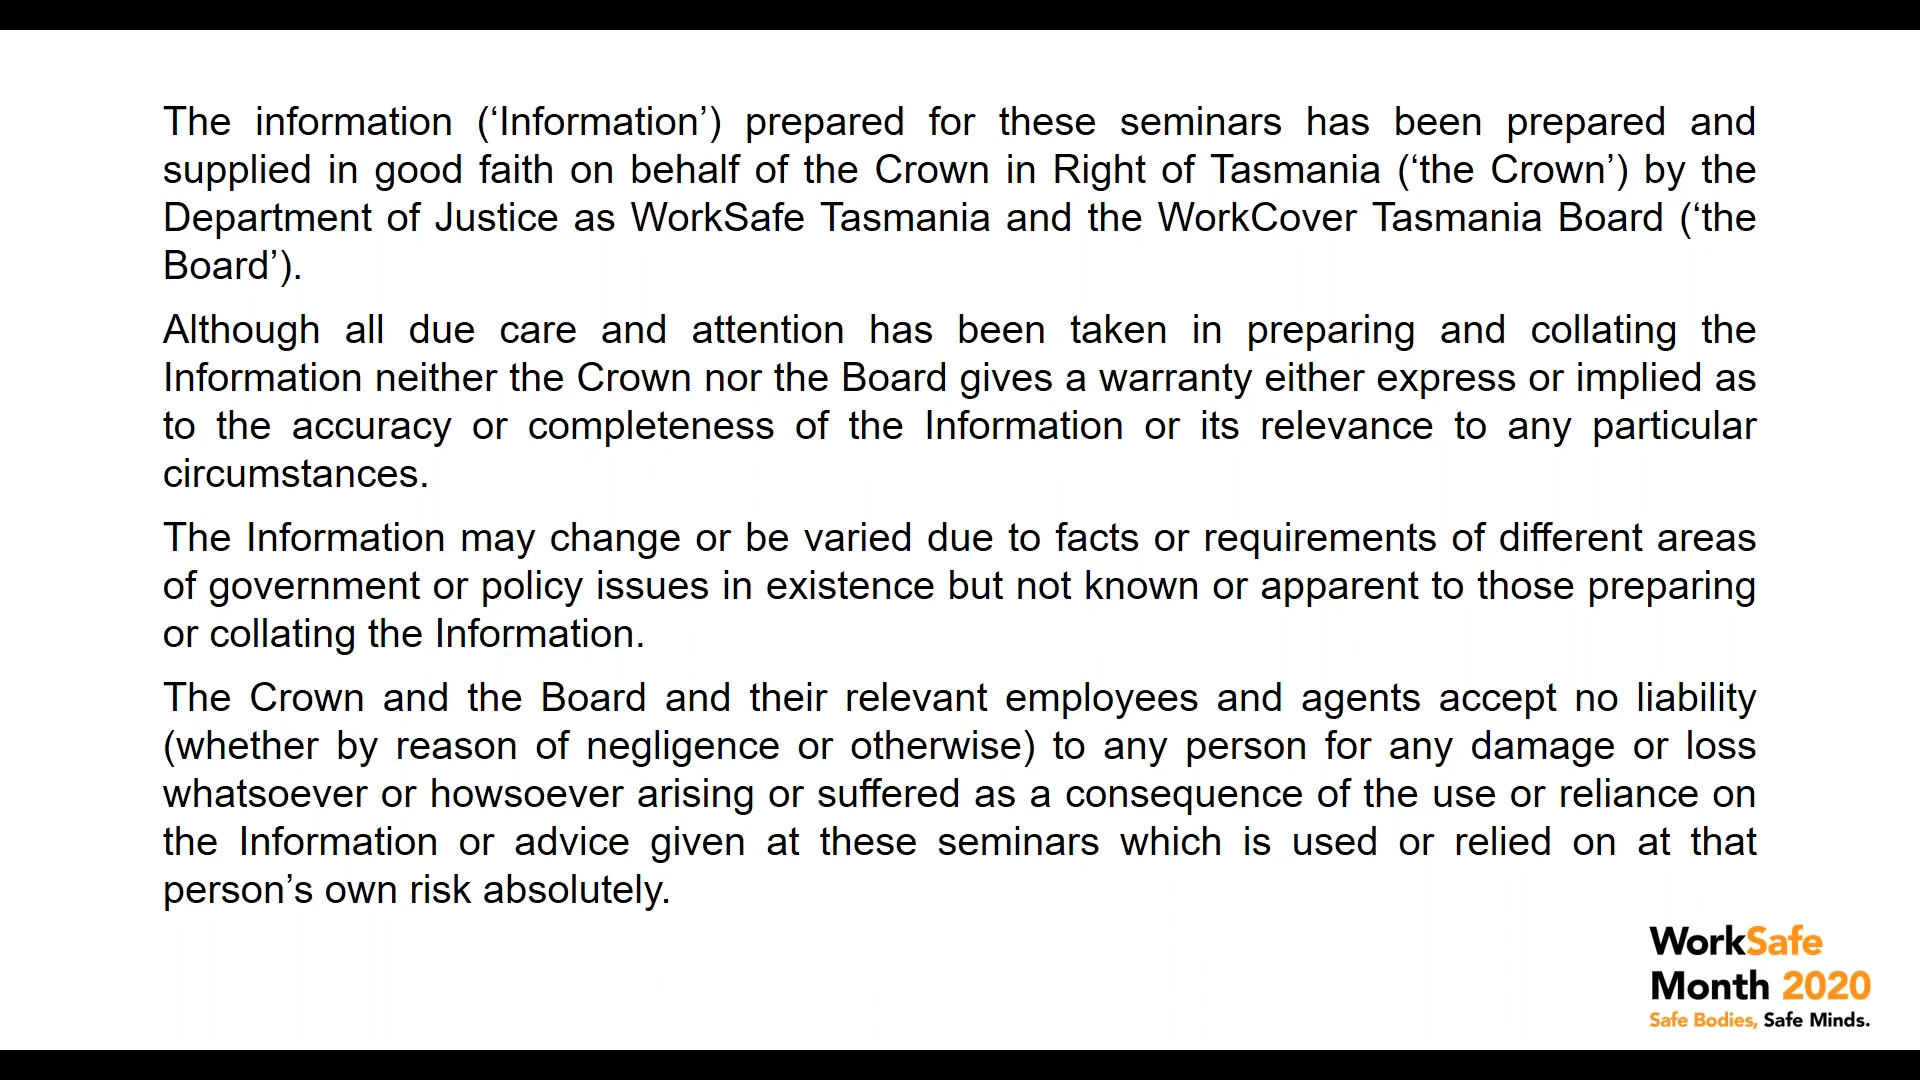 The information (‘Information’) prepared for these seminars has been prepared and
supplied in good faith on behalf of the Crown in Right of Tasmania (‘the Crown’) by the
Department of Justice as WorkSafe Tasmania and the WorkCover Tasmania Board (‘the
Board’).
Although all due care and attention has been taken in preparing and collating the
Information neither the Crown nor the Board gives a warranty either express or implied as
to the accuracy or completeness of the Information or its relevance to any particular
circumstances.
The Information may change or be varied due to facts or requirements of different areas
of government or policy issues in existence but not known or apparent to those preparing
or collating the Information.
The Crown and the Board and their relevant employees and agents accept no liability
(whether by reason of negligence or otherwise) to any person for any damage or loss
whatsoever or howsoever arising or suffered as a consequence of the use or reliance on
the Information or advice given at these seminars which is used or relied on at that
person’s own risk absolutely.
WorkSafe
Month 2020
Safe Bodies, Safe Minds.